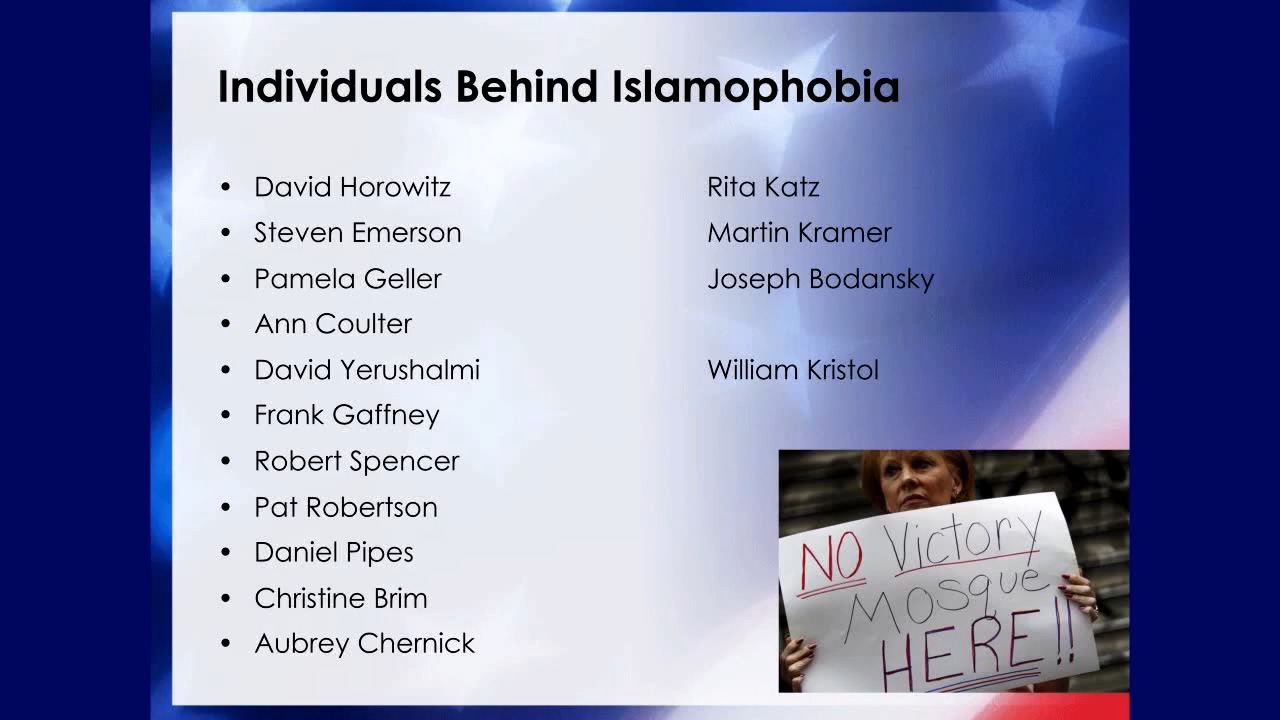 Individuals Behind Islamophobia
• David Horowitz
• Steven Emerson
• Pamela Geller
• Ann Coulter
• David Yerushalmi
• Frank Gaffney
• Robert Spencer
• Pat Robertson
• Daniel Pipes
• Christine Brim
• Aubrey Chernick
Rita Katz
Martin Kramer
Joseph Bodansky
William Kristol
NO Victory
Mosque
HERE!!